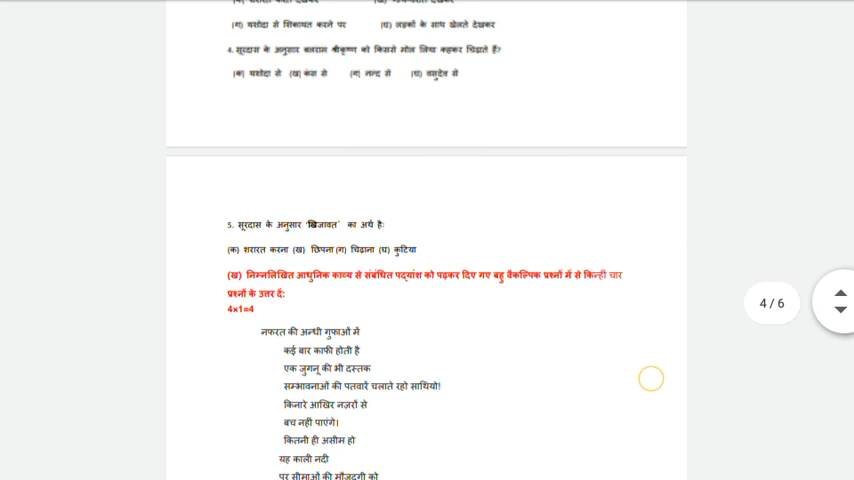 (ग) यशोदा से शिकायत करने पर (घ) लड़कों के साथ खेलते देखकर
4. सूरदास के अनुसार बलराम श्रीकृष्ण को किससे मोल लिया कहकर चिढ़ाते हैं?
(क) यशोदा से (ख) कंस से (ग) नन्द से (घ) वसुदेव से
5. सूरदास के अनुसार 'खिजावत' का अर्थ है:
(क) शरारत करना (ख) छिपना (ग) चिढ़ाना (घ) कुटिया
(ख) निम्नलिखित आधुनिक काव्य से संबंधित पद्यांश को पढ़कर दिए गए बहु वैकल्पिक प्रश्नों में से किन्हीं चार
प्रश्नों के उत्तर दें:
4x1=4
नफरत की अन्धी गुफाओं में
कई बार काफी होती है
एक जुगनू की भी दस्तक
सम्भावनाओं की पतवारें चलाते रहो साथियो!
किनारे आखिर नज़रों से
बच नहीं पाएंगे।
कितनी ही असीम हो
यह काली नदी
पर सीमाओं की मौजूदगी को
4 / 6